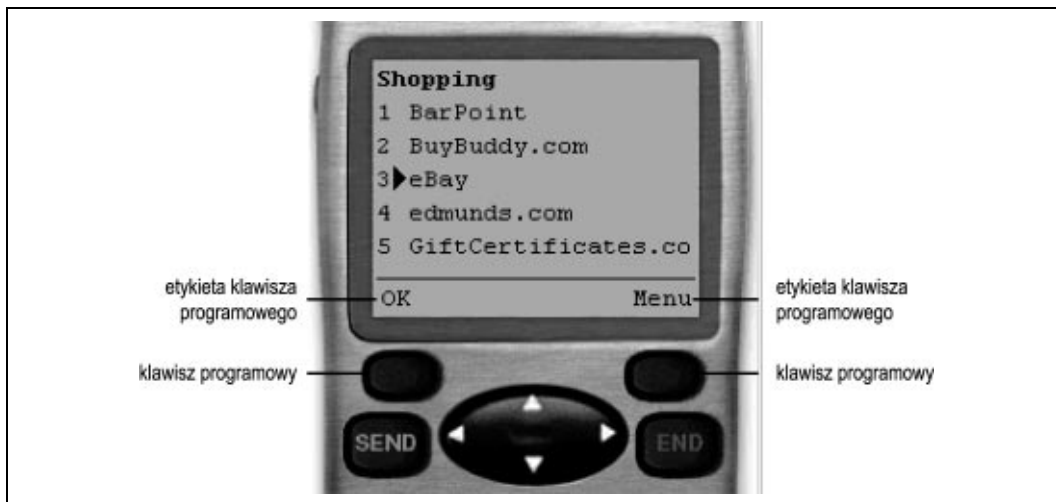 Shopping
1 BarPoint
2 BuyBuddy.com
3 eBay
4 edmunds.com
5 GiftCertificates.co
etykieta klawisza
programowego
OK
Menu
etykieta klawisza
programowego
klawisz programowy
klawisz programowy
SEND
END